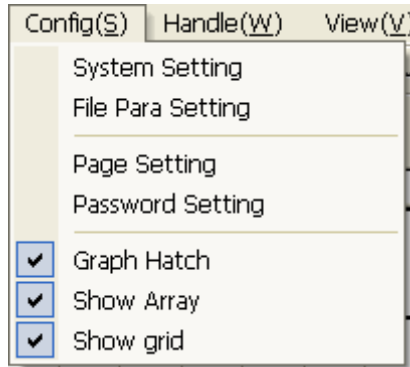 Config(S) Handle(W) View(V)
System Setting
File Para Setting
Page Setting
Password Setting
Graph Hatch
Show Array
Show grid